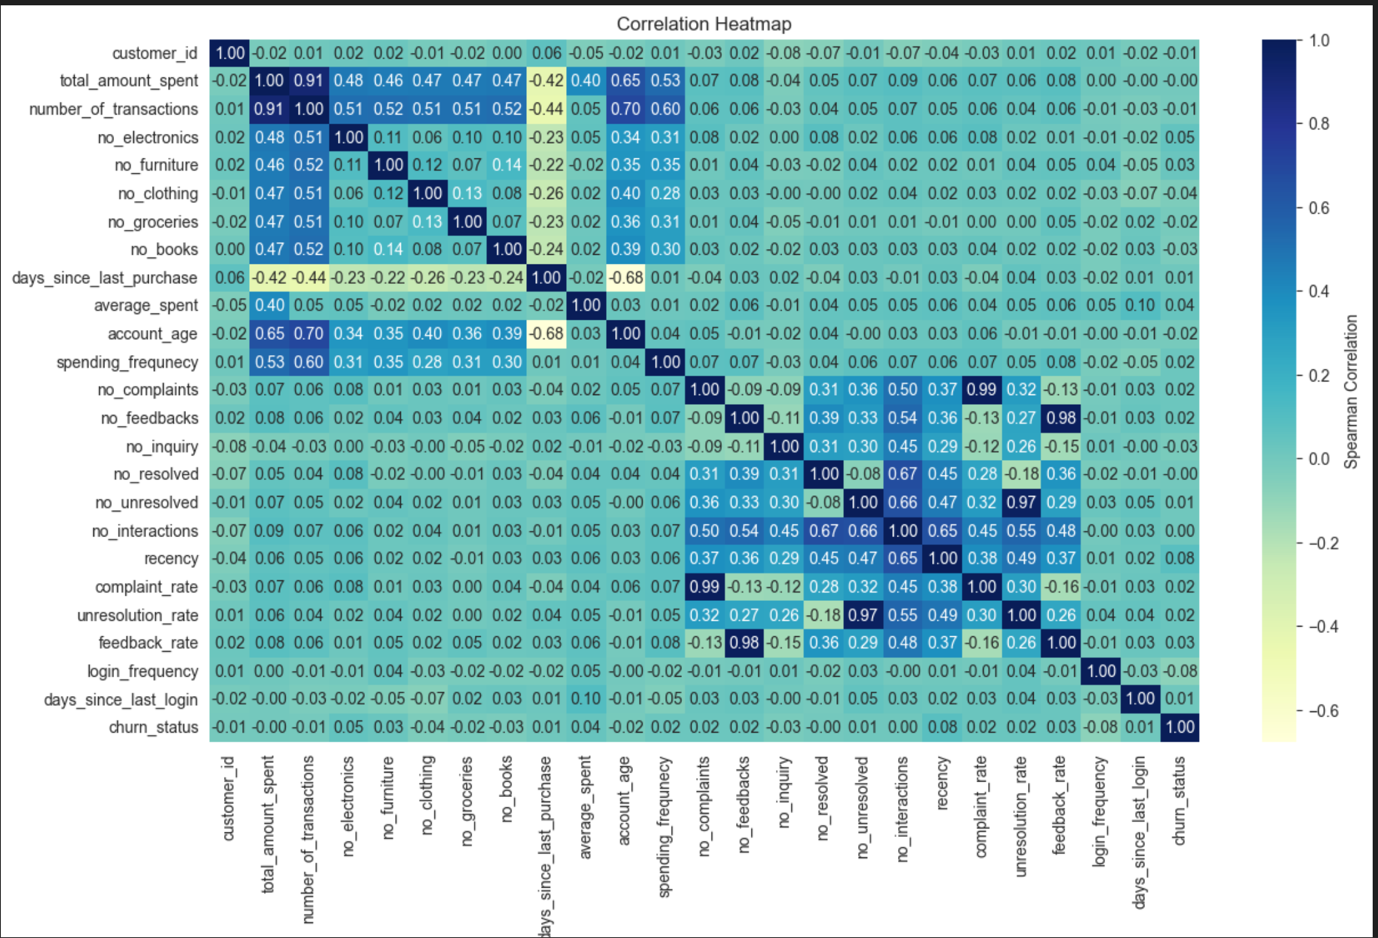 Correlation Heatmap
customer_id 1.00 -0.02 0.01 0.02 0.02 -0.01 -0.02 0.00 0.06 -0.05 -0.02 0.01 -0.03 0.02 -0.08 -0.07 -0.01 -0.07 -0.04 -0.03 0.01 0.02 0.01 -0.02 -0.01
total_amount_spent -0.02 1.00 0.91 0.48 0.46 0.47 0.47 0.47 -0.42 0.40 0.65 0.53 0.07 0.08 -0.04 0.05 0.07 0.09 0.06 0.07 0.06 0.08 0.00 -0.00 -0.00
number_of_transactions 0.01 0.91 1.00 0.51 0.52 0.51 0.51 0.52 -0.44 0.05 0.70 0.60 0.06 0.06 -0.03 0.04 0.05 0.07 0.05 0.06 0.04 0.06 -0.01 -0.03 -0.01
no_electronics 0.02 0.48 0.51 1.00 0.11 0.06 0.10 0.10 -0.23 0.05 0.34 0.31 0.08 0.02 0.00 0.08 0.02 0.06 0.06 0.08 0.02 0.01 -0.01 -0.02 0.05
no_furniture 0.02 0.46 0.52 0.11 1.00 0.12 0.07 0.14 -0.22 -0.02 0.35 0.35 0.01 0.04 -0.03 -0.02 0.04 0.02 0.02 0.01 0.04 0.05 0.04 -0.05 0.03
no_clothing -0.01 0.47 0.51 0.06 0.12 1.00 0.13 0.08 -0.26 0.02 0.40 0.28 0.03 0.03 -0.00 -0.00 0.02 0.04 0.02 0.03 0.02 0.02 -0.03 -0.07 -0.04
no_groceries -0.02 0.47 0.51 0.10 0.07 0.13 1.00 0.07 -0.23 0.02 0.36 0.31 0.01 0.04 -0.05 -0.01 0.01 0.01 -0.01 0.00 0.00 0.05 -0.02 0.02 -0.02
no_books 0.00 0.47 0.52 0.10 0.14 0.08 0.07 1.00 -0.24 0.02 0.39 0.30 0.03 0.02 -0.02 0.03 0.03 0.03 0.03 0.04 0.02 0.02 -0.02 0.03 -0.03
days_since_last_purchase 0.06 -0.42 -0.44 -0.23 -0.22 -0.26 -0.23 -0.24 1.00 -0.02 -0.68 0.01 -0.04 0.03 0.02 -0.04 0.03 -0.01 0.03 -0.04 0.04 0.03 -0.02 0.01 0.01
average_spent -0.05 0.40 0.05 0.05 -0.02 0.02 0.02 0.02 -0.02 1.00 0.03 0.01 0.02 0.06 -0.01 0.04 0.05 0.05 0.06 0.04 0.05 0.06 0.05 0.10 0.04
account_age -0.02 0.65 0.70 0.34 0.35 0.40 0.36 0.39 -0.68 0.03 1.00 0.04 0.05 -0.01 -0.02 0.04 -0.00 0.03 0.03 0.06 -0.01 -0.01 -0.00 -0.01 -0.02
spending_frequnecy 0.01 0.53 0.60 0.31 0.35 0.28 0.31 0.30 0.01 0.01 0.04 1.00 0.07 0.07 -0.03 0.04 0.06 0.07 0.06 0.07 0.05 0.08 -0.02 -0.05 0.02
no_complaints -0.03 0.07 0.06 0.08 0.01 0.03 0.01 0.03 -0.04 0.02 0.05 0.07 1.00 -0.09 -0.09 0.31 0.36 0.50 0.37 0.99 0.32 -0.13 -0.01 0.03 0.02
no_feedbacks 0.02 0.08 0.06 0.02 0.04 0.03 0.04 0.02 0.03 0.06 -0.01 0.07 -0.09 1.00 -0.11 0.39 0.33 0.54 0.36 -0.13 0.27 0.98 -0.01 0.03 0.02
no_inquiry -0.08 -0.04 -0.03 0.00 -0.03 -0.00 -0.05 -0.02 0.02 -0.01 -0.02 -0.03 -0.09 -0.11 1.00 0.31 0.30 0.45 0.29 -0.12 0.26 -0.15 0.01 -0.00 -0.03
no_resolved -0.07 0.05 0.04 0.08 -0.02 -0.00 -0.01 0.03 -0.04 0.04 0.04 0.04 0.31 0.39 0.31 1.00 -0.08 0.67 0.45 0.28 -0.18 0.36 -0.02 -0.01 -0.00
no_unresolved -0.01 0.07 0.05 0.02 0.04 0.02 0.01 0.03 0.03 0.05 -0.00 0.06 0.36 0.33 0.30 -0.08 1.00 0.66 0.47 0.32 0.97 0.29 0.03 0.05 0.01
no_interactions -0.07 0.09 0.07 0.06 0.02 0.04 0.01 0.03 -0.01 0.05 0.03 0.07 0.50 0.54 0.45 0.67 0.66 1.00 0.65 0.45 0.55 0.48 -0.00 0.03 0.00
recency -0.04 0.06 0.05 0.06 0.02 0.02 -0.01 0.03 0.03 0.06 0.03 0.06 0.37 0.36 0.29 0.45 0.47 0.65 1.00 0.38 0.49 0.37 0.01 0.02 0.08
complaint_rate -0.03 0.07 0.06 0.08 0.01 0.03 0.00 0.04 -0.04 0.04 0.06 0.07 0.99 -0.13 -0.12 0.28 0.32 0.45 0.38 1.00 0.30 -0.16 0.01 0.03 0.02
unresolution_rate 0.01 0.06 0.04 0.02 0.04 0.02 0.00 0.02 0.04 0.05 -0.01 0.05 0.32 0.27 0.26 -0.18 0.97 0.55 0.49 0.30 1.00 0.26 0.04 0.04 0.02
feedback_rate 0.02 0.08 0.06 0.01 0.05 0.02 0.05 0.02 0.03 0.06 -0.01 0.08 -0.13 0.98 -0.15 0.36 0.29 0.48 0.37 -0.16 0.26 1.00 -0.01 0.03 0.03
login_frequency 0.01 0.00 -0.01 -0.01 0.04 -0.03 -0.02 -0.02 -0.02 0.05 -0.00 -0.02 -0.01 -0.01 0.01 -0.02 0.03 -0.00 0.01 -0.01 0.04 -0.01 1.00 -0.03 -0.08
days_since_last_login -0.02 -0.00 -0.03 -0.02 -0.05 -0.07 0.02 0.03 0.01 0.10 -0.01 -0.05 0.03 0.03 -0.00 -0.01 0.05 0.03 0.02 0.03 0.04 0.03 -0.03 1.00 0.01
churn_status -0.01 -0.00 -0.01 0.05 0.03 -0.04 -0.02 -0.03 0.01 0.04 -0.02 0.02 0.02 0.02 -0.03 -0.00 0.01 0.00 0.08 0.02 0.02 0.03 -0.08 0.01 1.00
customer_id
total_amount_spent
number_of_transactions
no_electronics
no_furniture
no_clothing
no_groceries
no_books
days_since_last_purchase
average_spent
account_age
spending_frequnecy
no_complaints
no_feedbacks
no_inquiry
no_resolved
no_unresolved
no_interactions
recency
complaint_rate
unresolution_rate
feedback_rate
login_frequency
days_since_last_login
churn_status
1.0
0.8
0.6
0.4
0.2
0.0
−0.2
−0.4
−0.6
Spearman Correlation